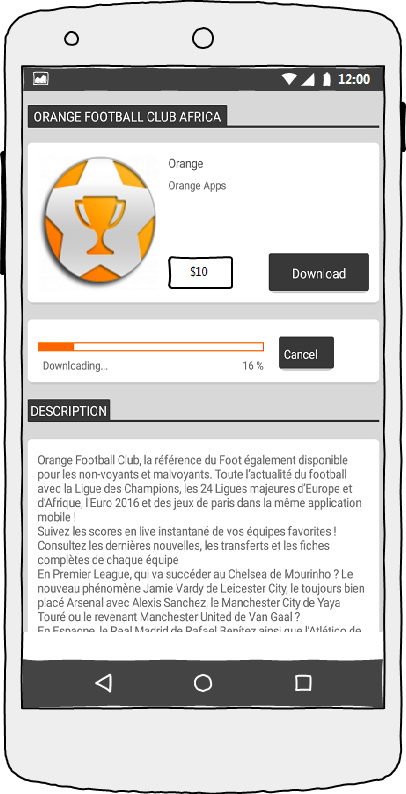 12:00
ORANGE FOOTBALL CLUB AFRICA
Orange
Orange Apps
$10
Download
Downloading...
16 %
Cancel
DESCRIPTION
Orange Football Club, la référence du Foot également disponible
pour les non-voyants et malvoyants. Toute l'actualité du football
avec la Ligue des Champions, les 24 Ligues majeures d'Europe et
d'Afrique, l'Euro 2016 et des jeux de paris dans la même application
mobile !
Suivez les scores en live instantané de vos équipes favorites !
Consultez les dernières nouvelles, les transferts et les fiches
complètes de chaque équipe
En Premier League, qui va succéder au Chelsea de Mourinho ? Le
nouveau phénomène Jamie Vardy de Leicester City, le toujours bien
placé Arsenal avec Alexis Sanchez, le Manchester City de Yaya
Touré ou le revenant Manchester United de Van Gaal ?
En Espagne, le Real Madrid de Rafael Benítez ainsi que l'Atlético de